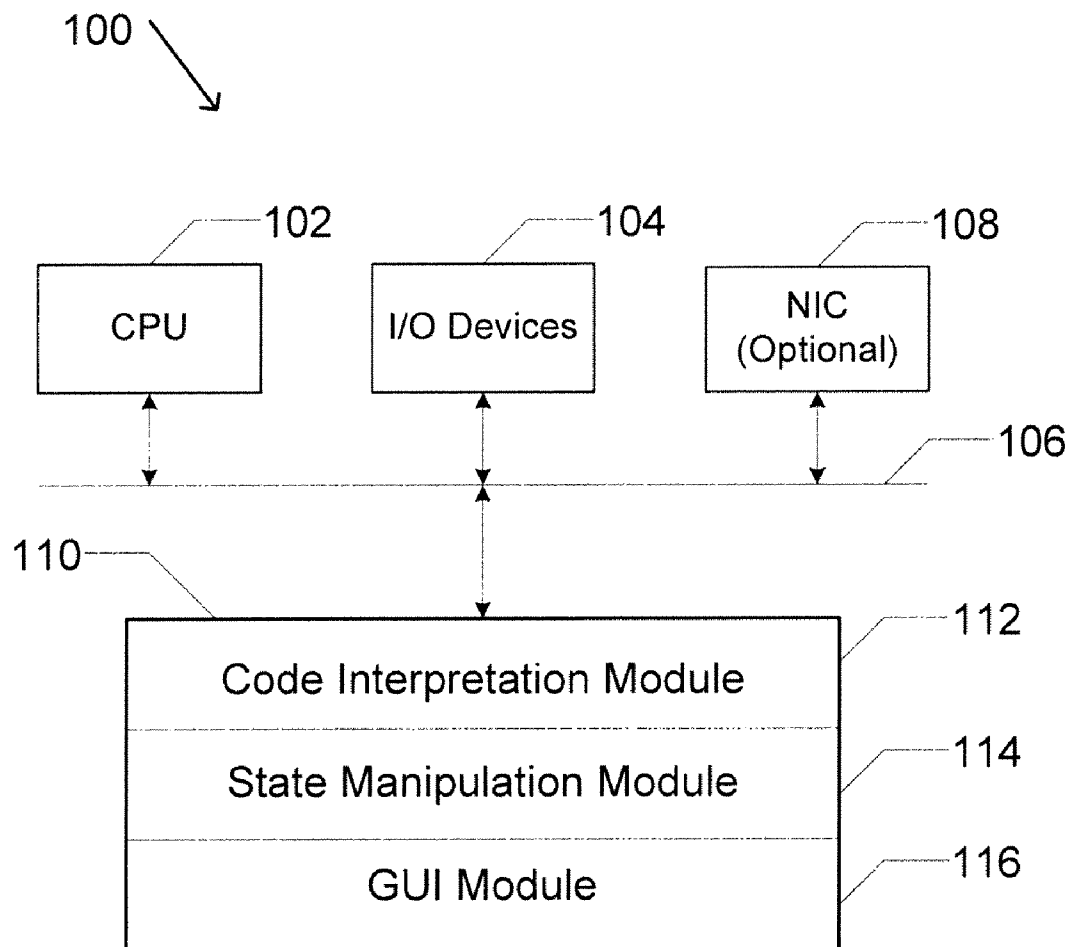 100
102
104
108
CPU
I/O Devices
NIC
(Optional)
106
110
112
Code Interpretation Module
114
State Manipulation Module
116
GUI Module